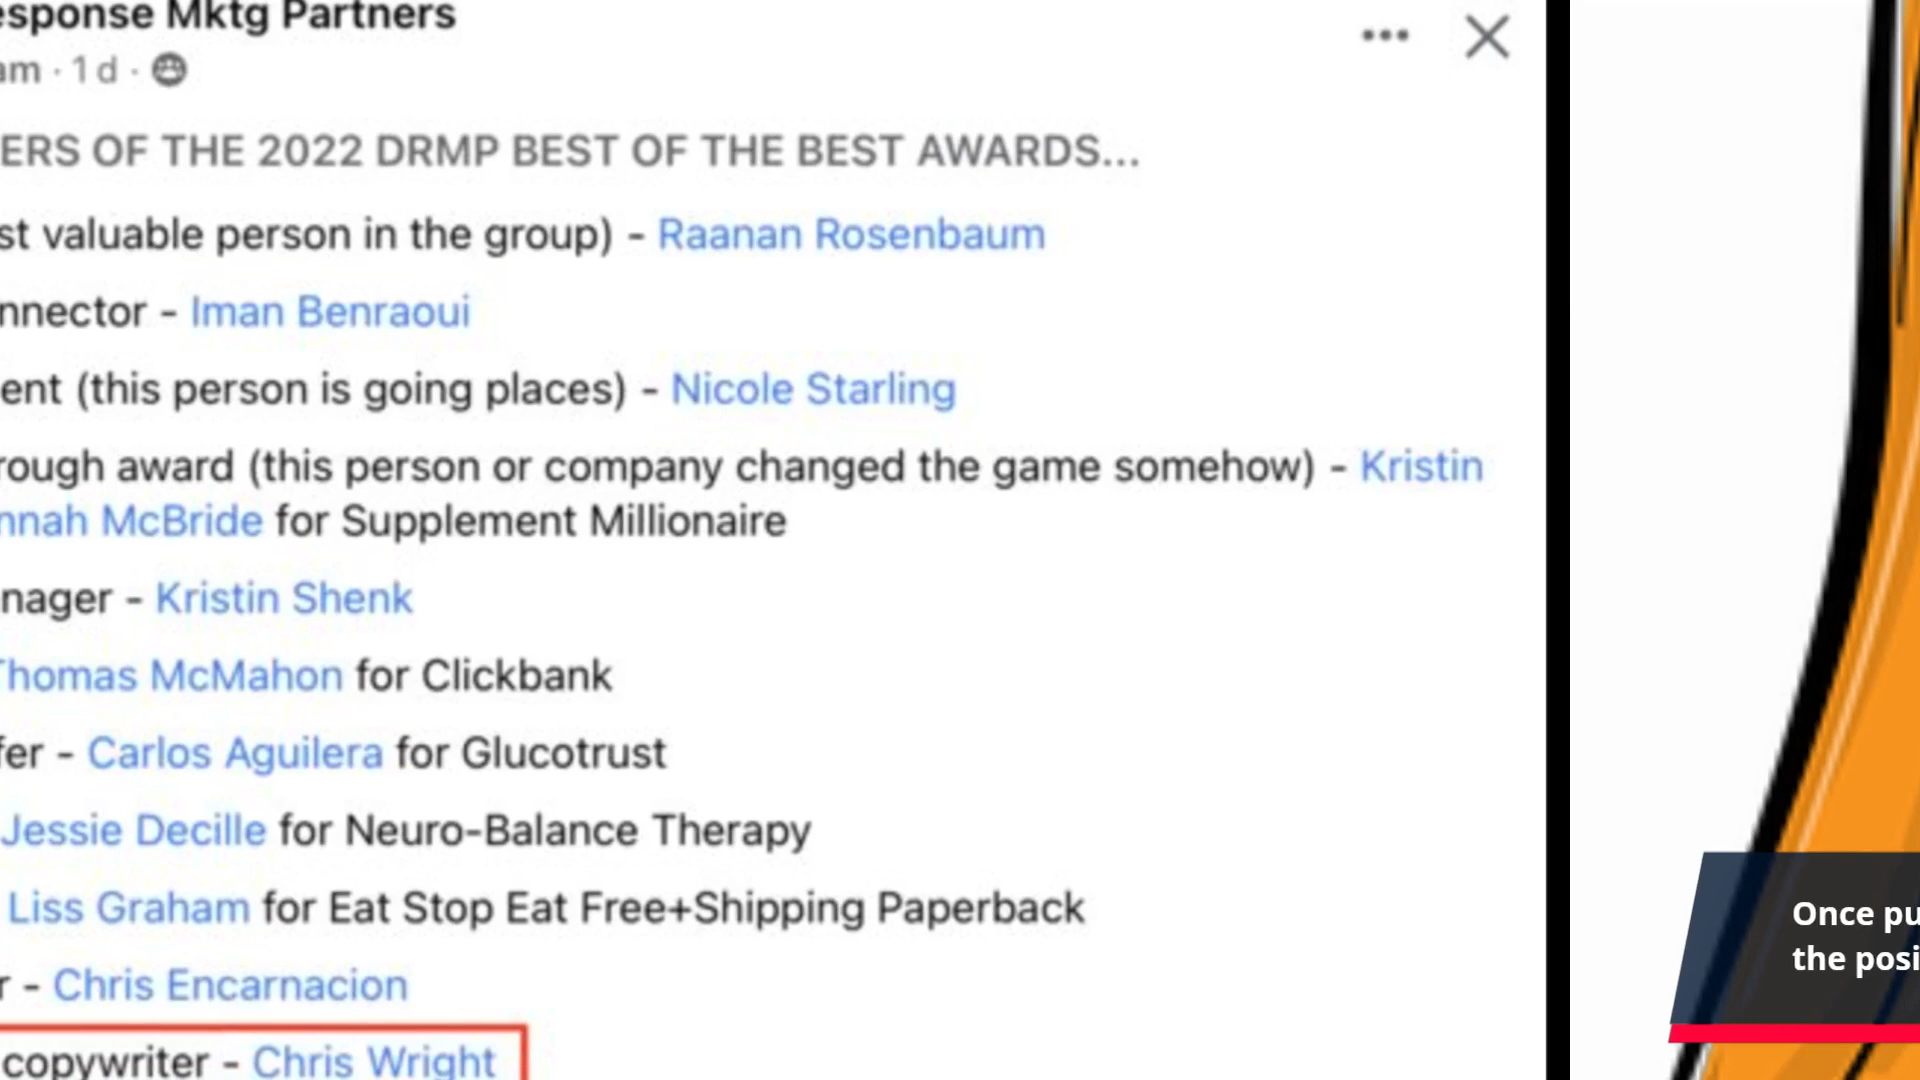 esponse Mktg Partners
am · 1 d ·
ERS OF THE 2022 DRMP BEST OF THE BEST AWARDS...
st valuable person in the group) - Raanan Rosenbaum
nnector - Iman Benraoui
ent (this person is going places) - Nicole Starling
rough award (this person or company changed the game somehow) - Kristin
nnah McBride for Supplement Millionaire
nager - Kristin Shenk
Thomas McMahon for Clickbank
fer - Carlos Aguilera for Glucotrust
Jessie Decille for Neuro-Balance Therapy
Liss Graham for Eat Stop Eat Free+Shipping Paperback
r - Chris Encarnacion
copywriter - Chris Wright
Once pu
the posi